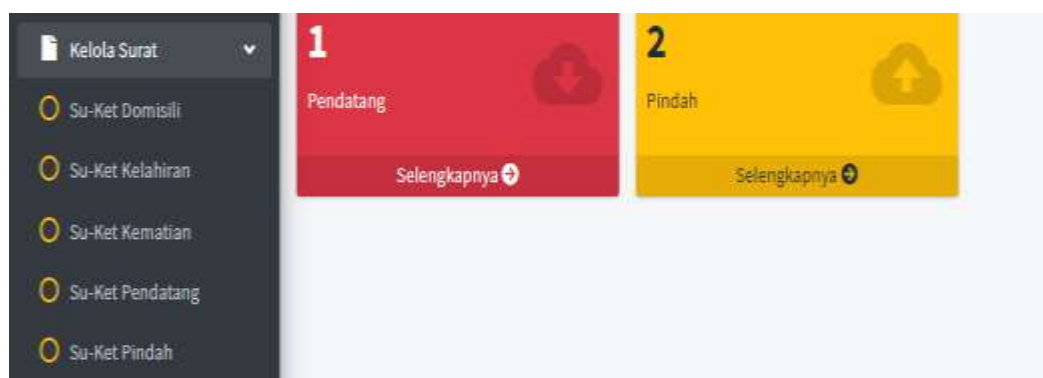 Kelola Surat
Su-Ket Domisili
Su-Ket Kelahiran
Su-Ket Kematian
Su-Ket Pendatang
Su-Ket Pindah
1
Pendatang
Selengkapnya
2
Pindah
Selengkapnya